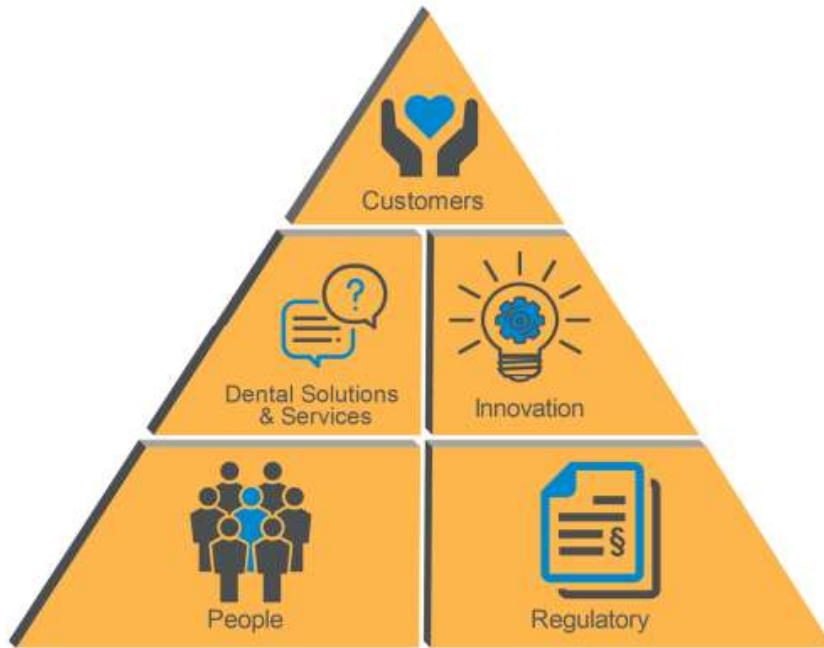 Customers
?
Dental Solutions
& Services
Innovation
§
People
Regulatory